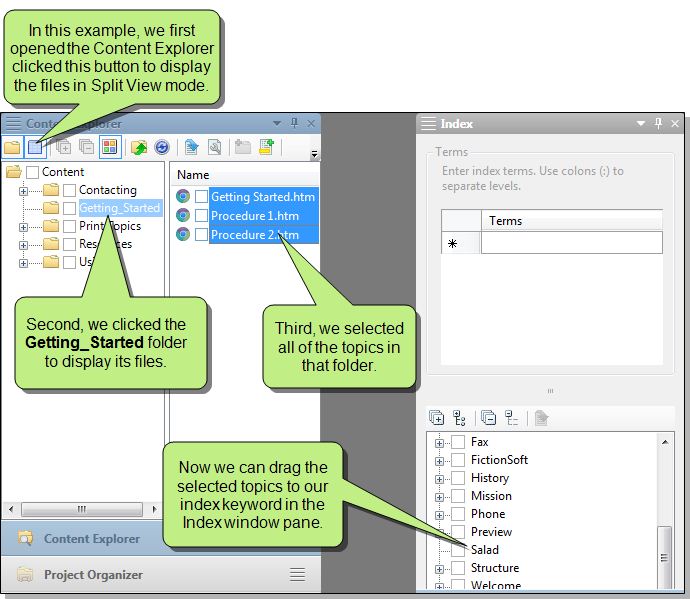 In this example, we first
opened the Content Explorer
clicked this button to display
the files in Split View mode.
Content Explorer
Content
Contacting
Getting_Started
Print Topics
Us
Name
Getting Started.htm
Procedure 1.htm
Procedure 2.htm
Second, we clicked the
Getting_Started folder
to display its files.
Third, we selected
all of the topics in
that folder.
Index
Terms
Enter index terms. Use colons (:) to
separate levels.
Terms
Now we can drag the
selected topics to our
index keyword in the
Index window pane.
Fax
FictionSoft
History
Mission
Phone
Preview
Salad
Structure
Welcome
Content Explorer
Project Organizer